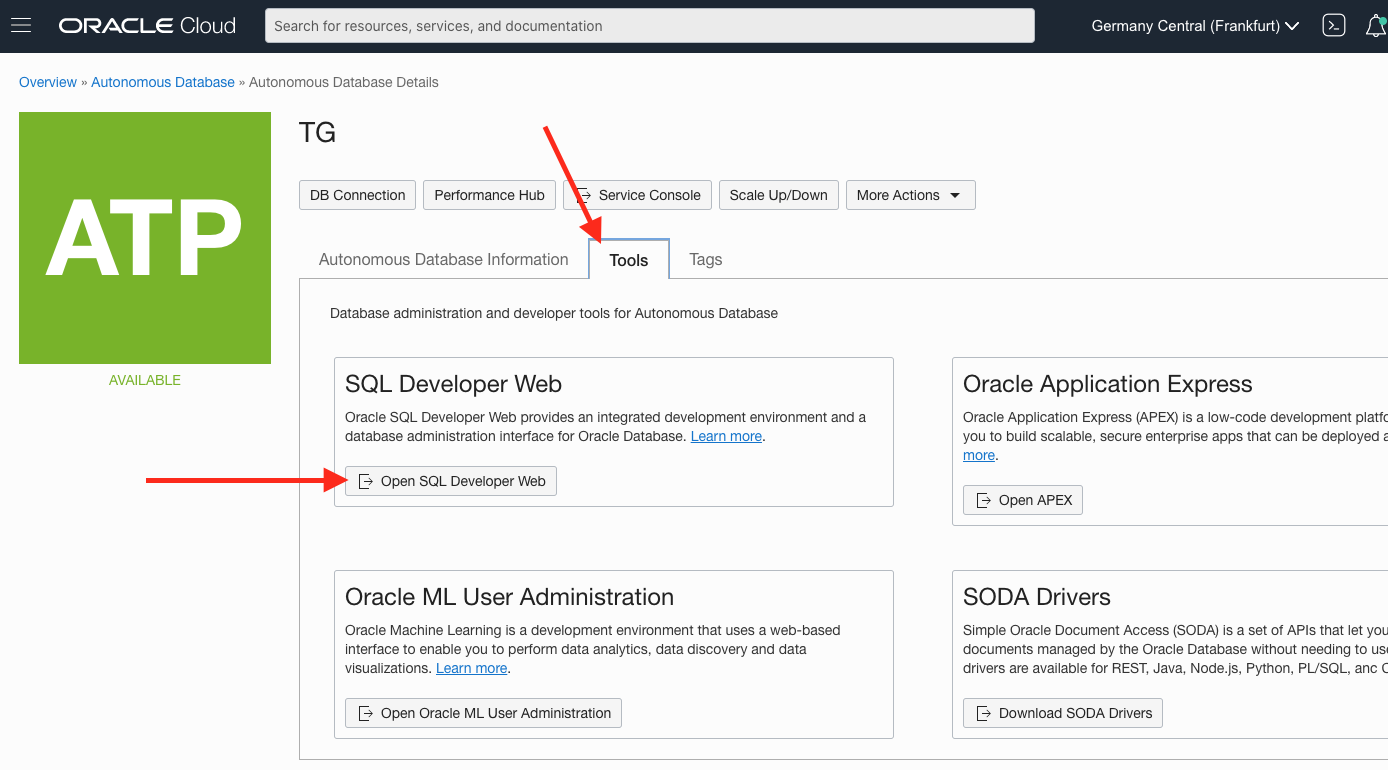 ORACLE Cloud
Search for resources, services, and documentation
Germany Central (Frankfurt)
Overview » Autonomous Database » Autonomous Database Details
ATP
AVAILABLE
TG
DB Connection
Performance Hub
Service Console
Scale Up/Down
More Actions
Autonomous Database Information
Tools
Tags
Database administration and developer tools for Autonomous Database
SQL Developer Web
Oracle SQL Developer Web provides an integrated development environment and a
database administration interface for Oracle Database. Learn more.
Open SQL Developer Web
Oracle Application Express
Oracle Application Express (APEX) is a low-code development
you to build scalable, secure enterprise apps that can be deployed
more.
Open APEX
Oracle ML User Administration
Oracle Machine Learning is a development environment that uses a web-based
interface to enable you to perform data analytics, data discovery and data
visualizations. Learn more.
Open Oracle ML User Administration
SODA Drivers
Simple Oracle Document Access (SODA) is a set of APIs that let you
documents managed by the Oracle Database without needing to use
drivers are available for REST, Java, Node.js, Python, PL/SQL,
Download SODA Drivers